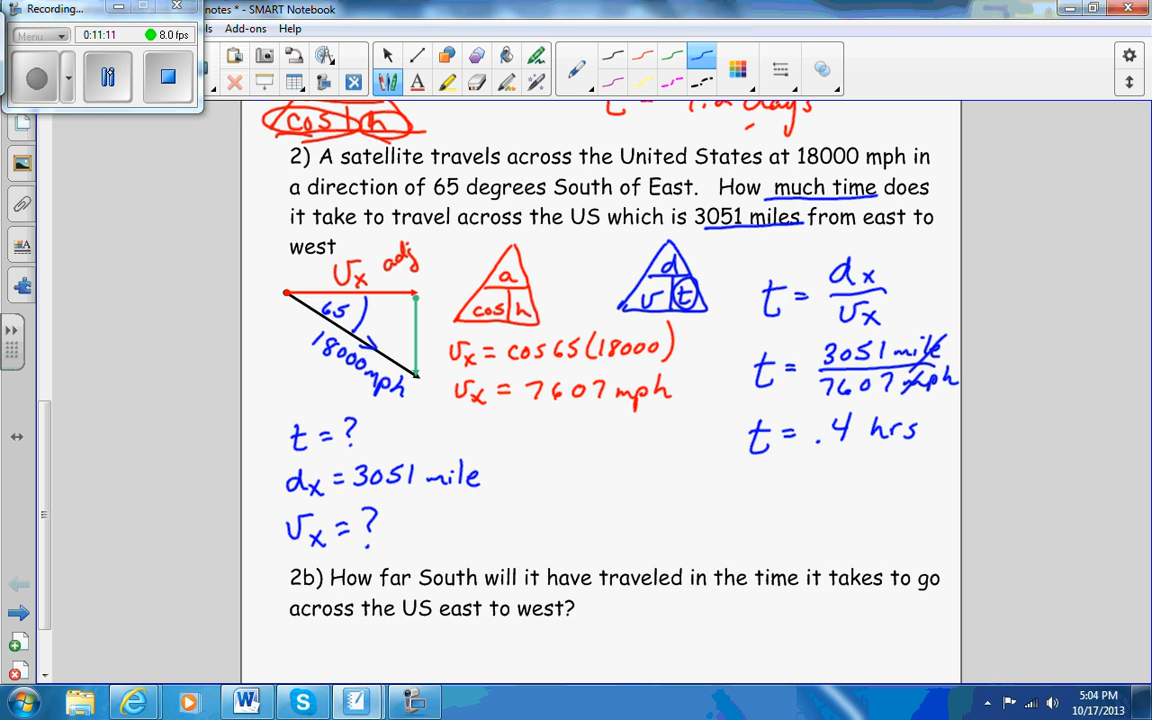 Recording...
notes * - SMART Notebook
Menu
0:11:11
8.0 fps
ls Add-ons Help
cos h
t = 1.2 days
2) A satellite travels across the United States at 18000 mph in
a direction of 65 degrees South of East. How much time does
it take to travel across the US which is 3051 miles from east to
west
vx adj
65
18000 mph
a
cos h
vx = cos 65 (18000)
vx = 7607 mph
d
v t
t = dx
vx
t = 3051 mile
7607 mph
t = .4 hrs
t = ?
dx = 3051 mile
vx = ?
2b) How far South will it have traveled in the time it takes to go
across the US east to west?
5:04 PM
10/17/2013